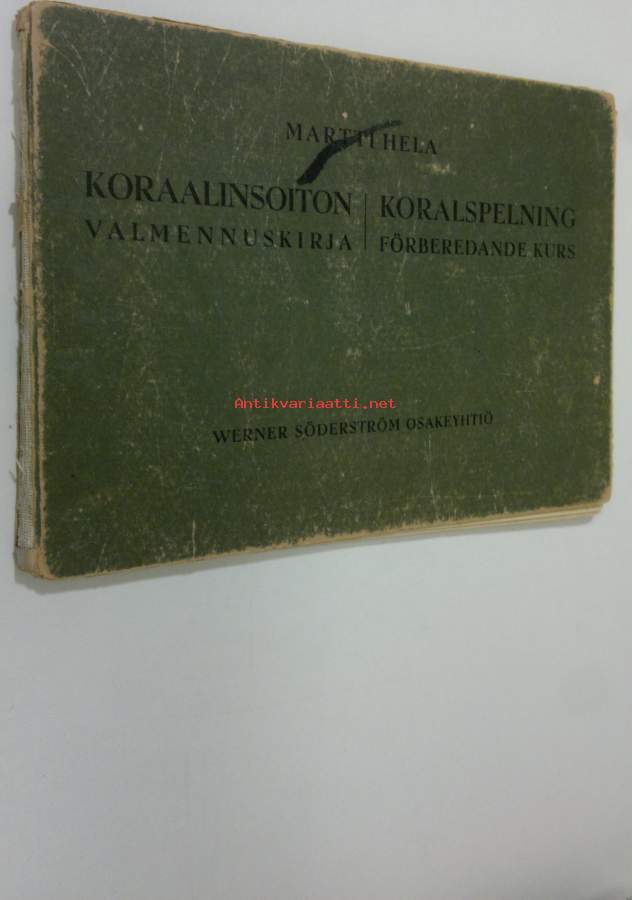 MARTTI HELA
KORAALINSOITON
VALMENNUSKIRJA
KORALSPELNING
FÖRBEREDANDE KURS
Antikvariaatti.net
WERNER SÖDERSTRÖM OSAKEYHTIÖ